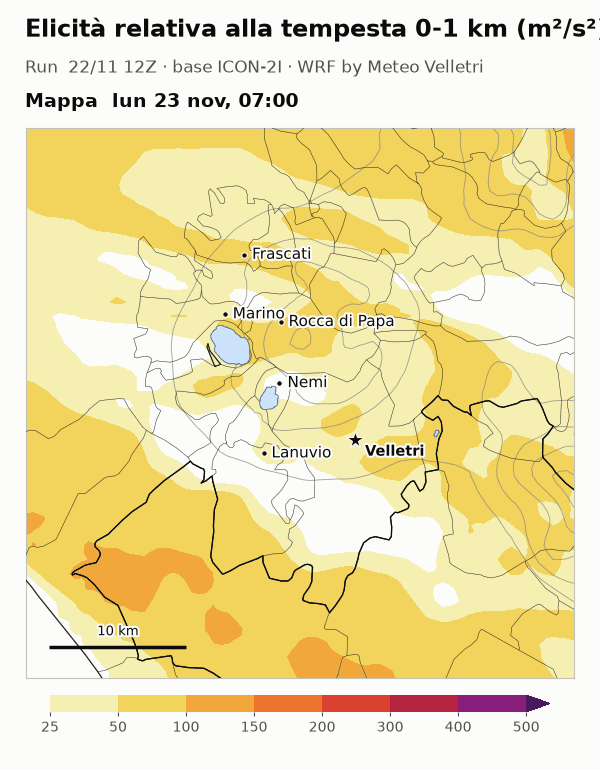 Elicità relativa alla tempesta 0-1 km (m²/s²)
Run  22/11 12Z · base ICON-2I · WRF by Meteo Velletri
Mappa  lun 23 nov, 07:00
Frascati
Marino
Rocca di Papa
Nemi
Velletri
Lanuvio
10 km
25 50 100 150 200 300 400 500